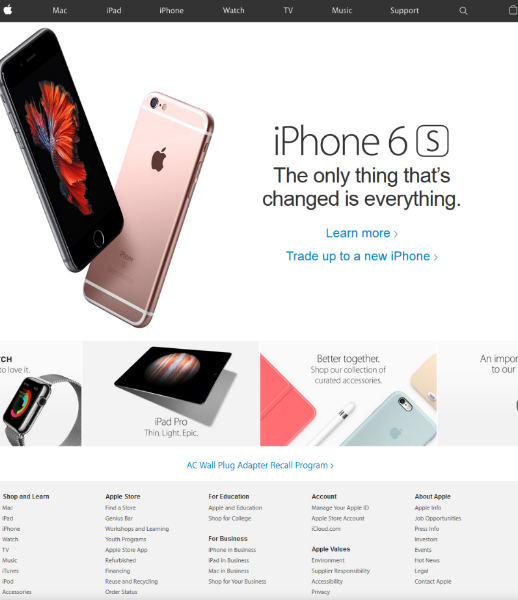 Mac iPad iPhone Watch TV Music Support
iPhone 6 S
The only thing that's
changed is everything.
Learn more >
Trade up to a new iPhone >
to love it.
iPad Pro
Thin. Light. Epic.
Better together.
Shop our collection of
curated accessories.
to our
AC Wall Plug Adapter Recall Program >
Shop and Learn
Mac
iPad
iPhone
Watch
TV
Music
iTunes
iPod
Accessories
Apple Store
Find a Store
Genius Bar
Workshops and Learning
Youth Programs
Apple Store App
Refurbished
Financing
Reuse and Recycling
Order Status
For Education
Apple and Education
Shop for College
For Business
iPhone in Business
iPad in Business
Mac in Business
Shop for Your Business
Account
Manage Your Apple ID
Apple Store Account
iCloud.com
Apple Values
Environment
Supplier Responsibility
Accessibility
Privacy
About Apple
Apple Info
Job Opportunities
Press Info
Investors
Events
Hot News
Legal
Contact Apple